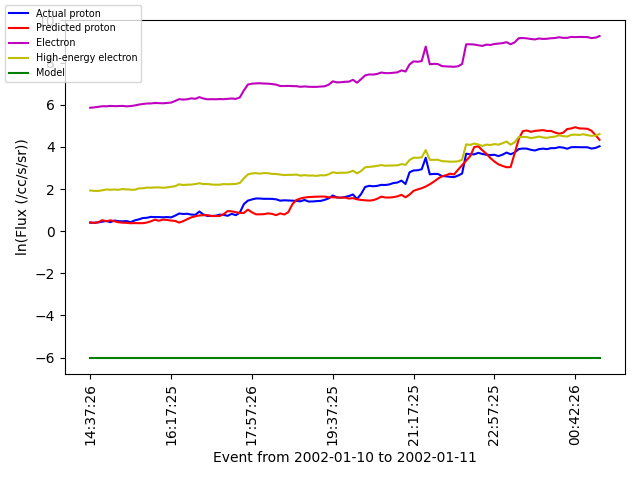 Actual proton
Predicted proton
Electron
High-energy electron
Model
6
4
2
0
−2
−4
−6
ln(Flux (/cc/s/sr))
14:37:26
16:17:25
17:57:26
19:37:25
21:17:25
22:57:25
00:42:26
Event from 2002-01-10 to 2002-01-11